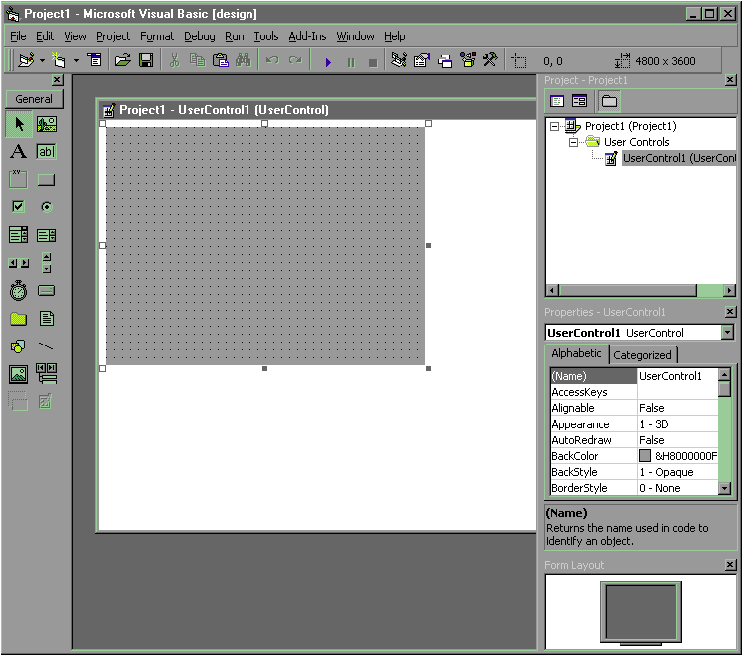 Project1 - Microsoft Visual Basic [design]
File Edit View Project Format Debug Run Tools Add-Ins Window Help
0, 0 4800 x 3600
General
A ab|
xy
Project1 - UserControl1 (UserControl)
Project - Project1
Project1 (Project1)
User Controls
UserControl1 (UserCont
Properties - UserControl1
UserControl1 UserControl
Alphabetic Categorized
(Name) UserControl1
AccessKeys
Alignable False
Appearance 1 - 3D
AutoRedraw False
BackColor &H8000000F
BackStyle 1 - Opaque
BorderStyle 0 - None
(Name)
Returns the name used in code to
identify an object.
Form Layout